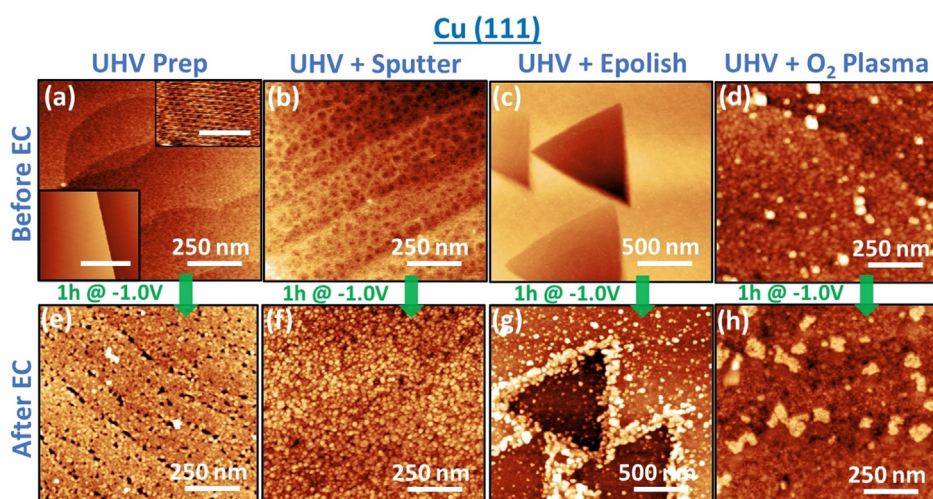 Cu (111)
UHV Prep
UHV + Sputter
UHV + Epolish
UHV + O₂ Plasma
Before EC
(a)
250 nm
(b)
250 nm
(c)
500 nm
(d)
250 nm
1h @ -1.0V
1h @ -1.0V
1h @ -1.0V
1h @ -1.0V
After EC
(e)
250 nm
(f)
250 nm
(g)
500 nm
(h)
250 nm